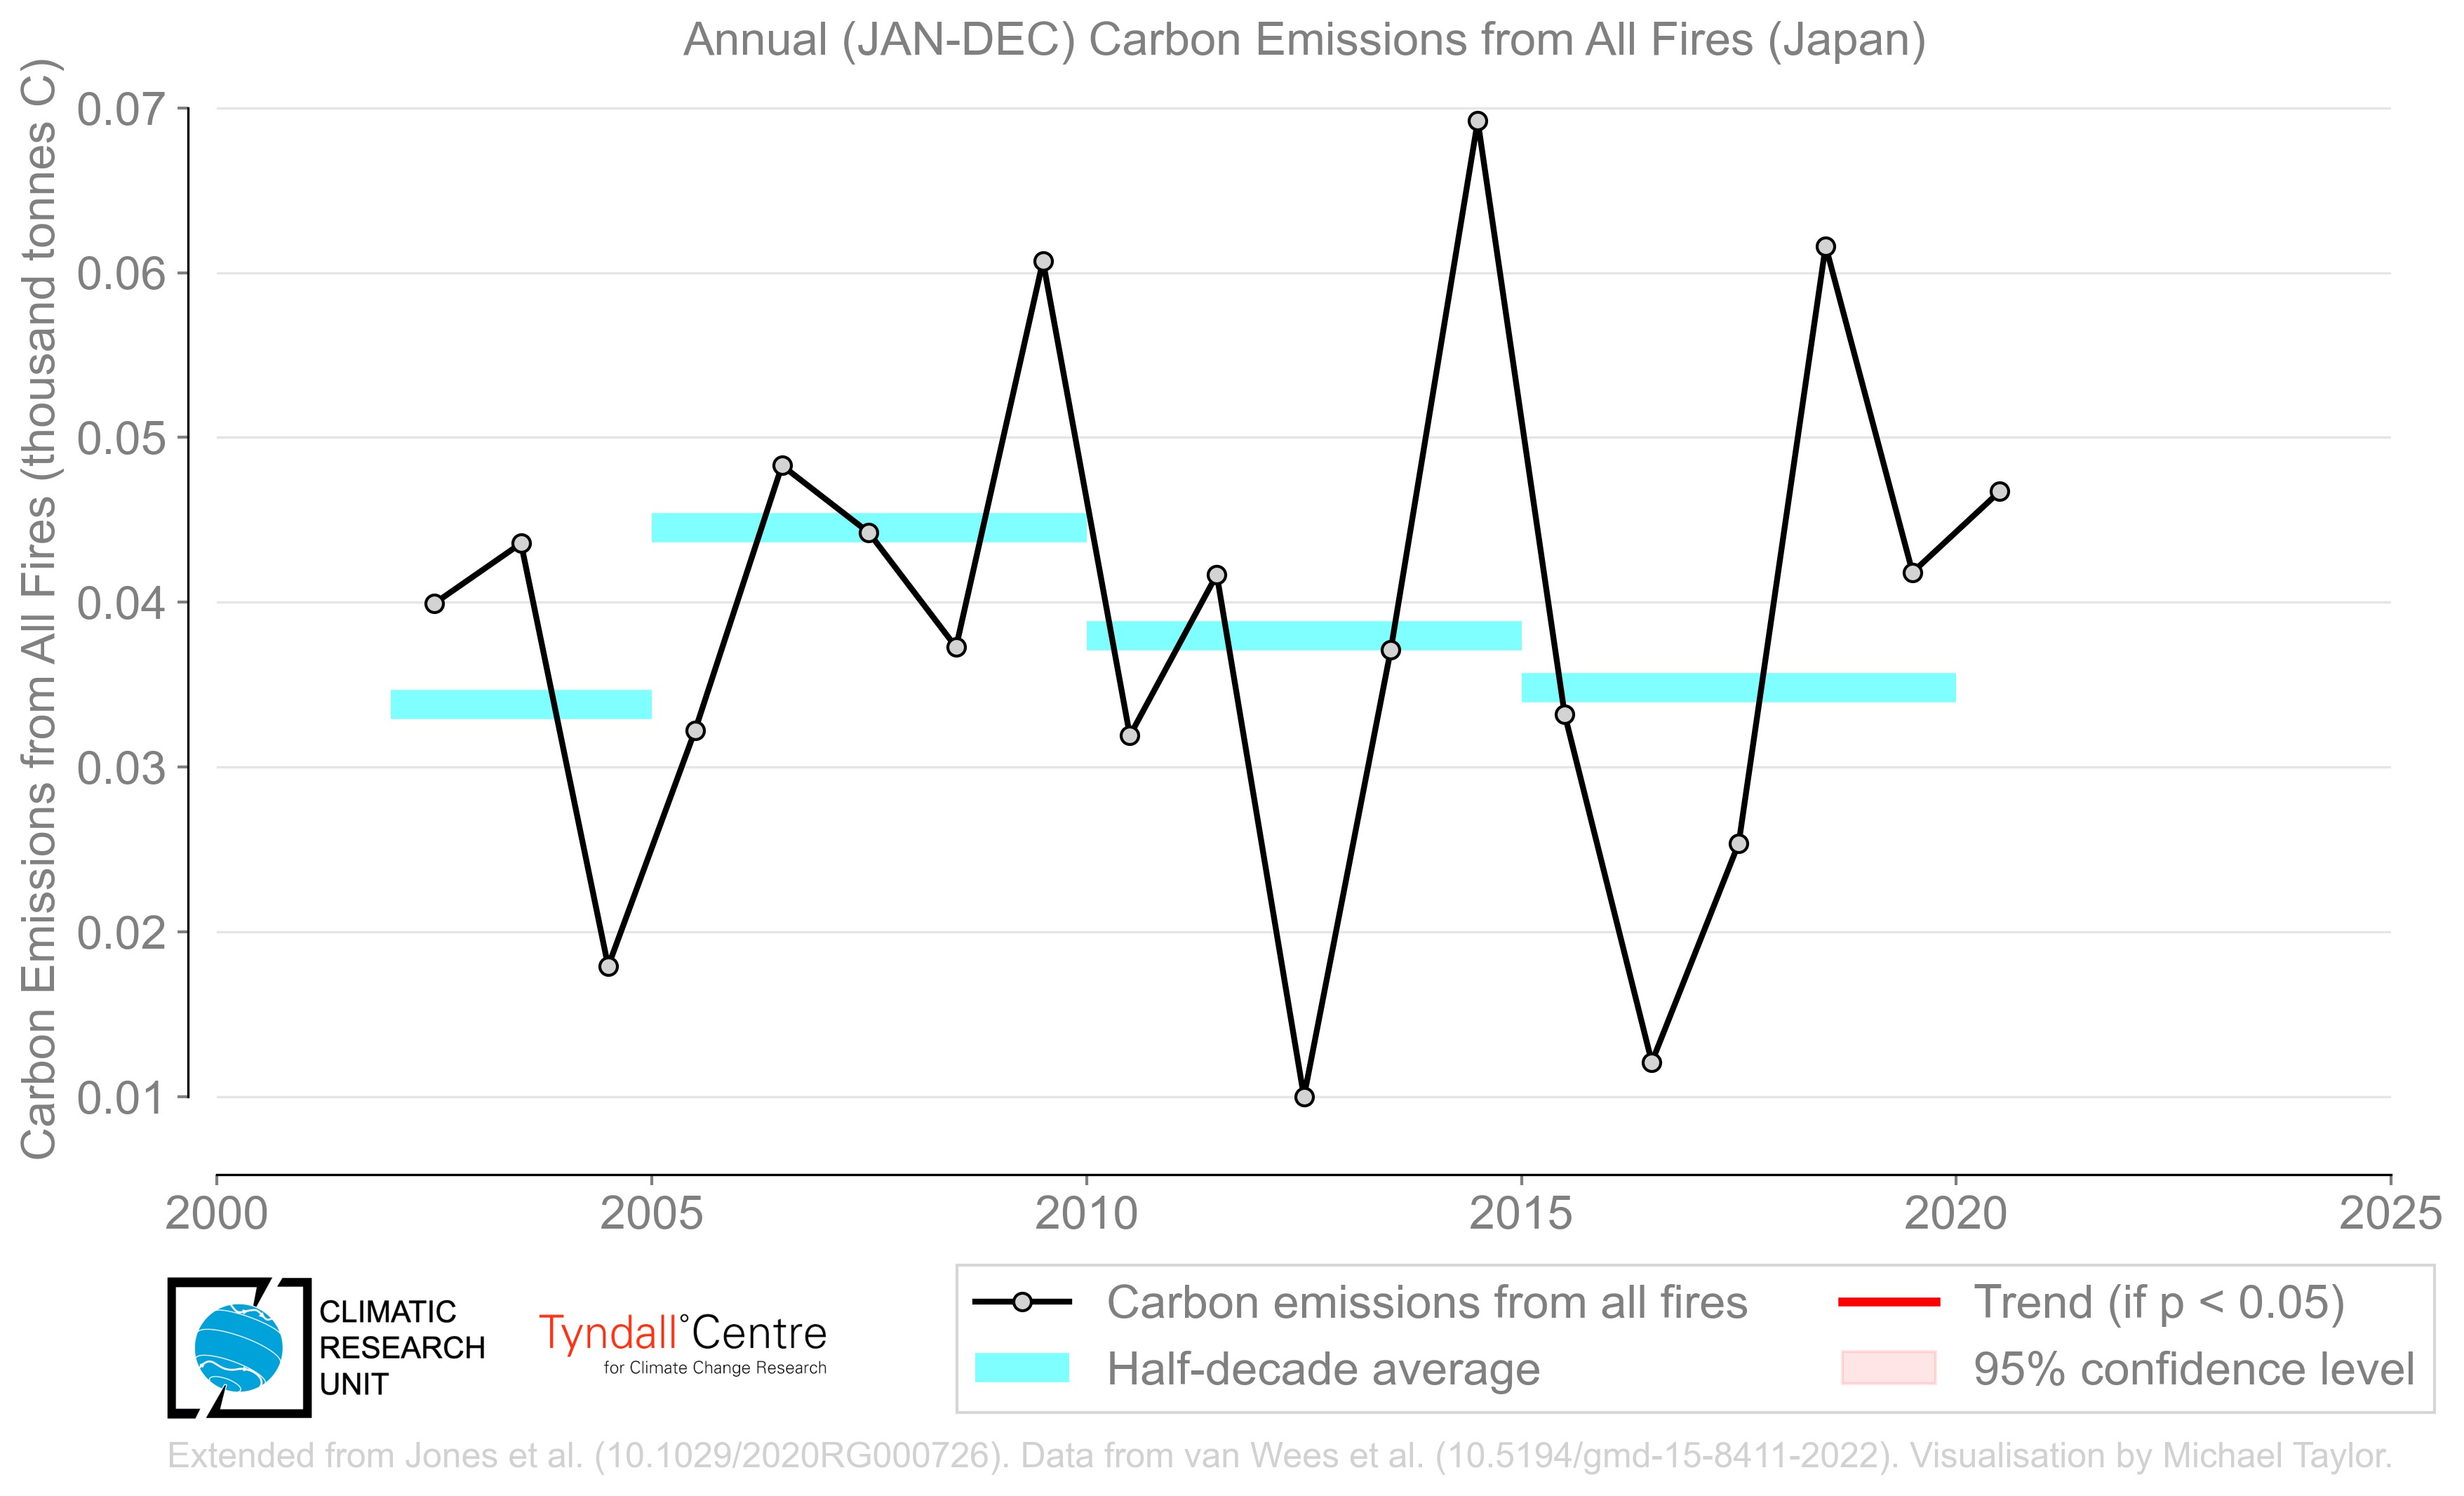 Annual (JAN-DEC) Carbon Emissions from All Fires (Japan)
Carbon Emissions from All Fires (thousand tonnes C)
0.07
0.06
0.05
0.04
0.03
0.02
0.01
2000 2005 2010 2015 2020 2025
CLIMATIC
RESEARCH
UNIT
Tyndall°Centre
for Climate Change Research
Carbon emissions from all fires
Half-decade average
Trend (if p < 0.05)
95% confidence level
Extended from Jones et al. (10.1029/2020RG000726). Data from van Wees et al. (10.5194/gmd-15-8411-2022). Visualisation by Michael Taylor.